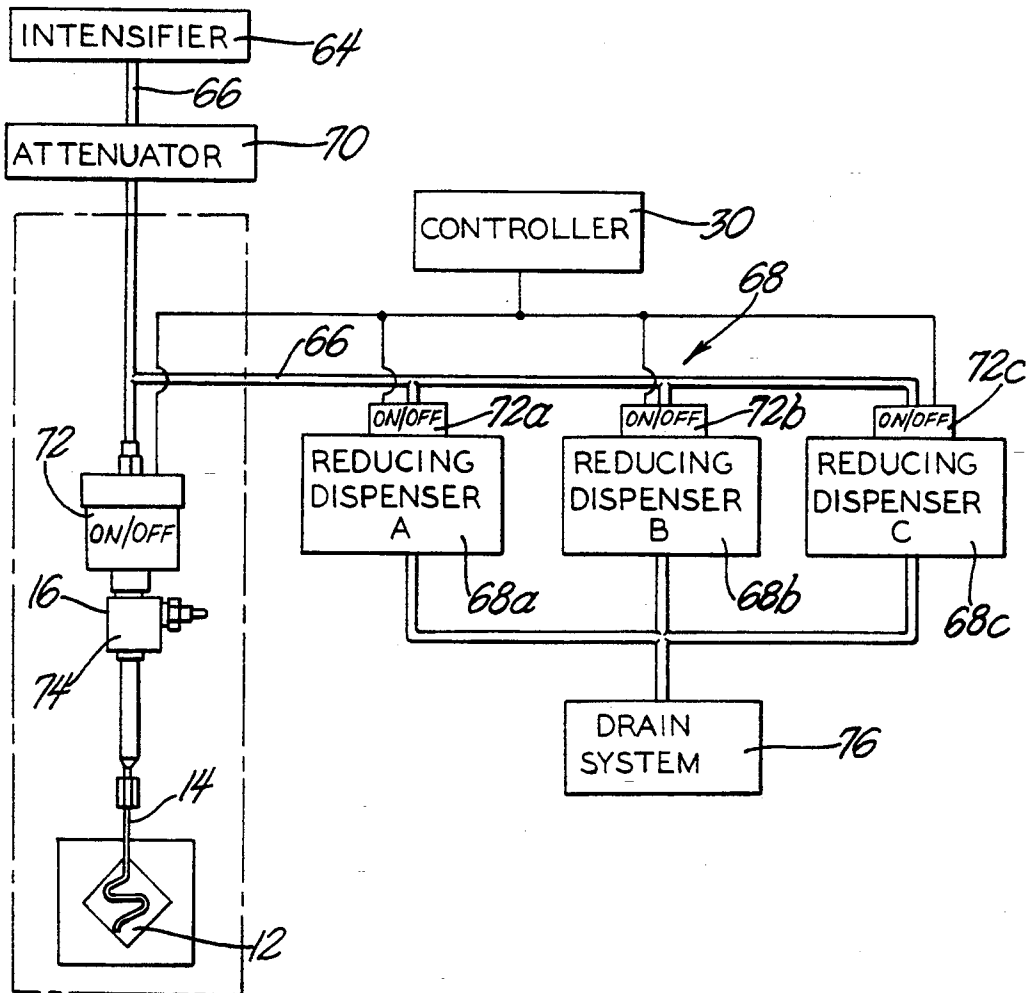 INTENSIFIER
64
66
ATTENUATOR
70
CONTROLLER
30
68
66
72c
72
ON/OFF
ON/OFF
72a
ON/OFF
72b
ON/OFF
REDUCING
DISPENSER
A
REDUCING
DISPENSER
B
REDUCING
DISPENSER
C
16
68a
68b
68c
74
DRAIN
SYSTEM
76
14
12